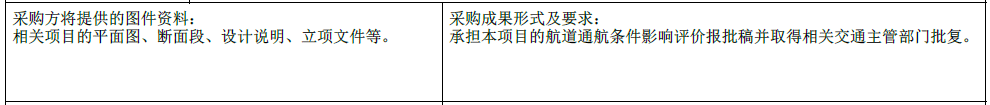 采购方将提供的图件资料：
相关项目的平面图、断面段、设计说明、立项文件等。
采购成果形式及要求：
承担本项目的航道通航条件影响评价报批稿并取得相关交通主管部门批复。